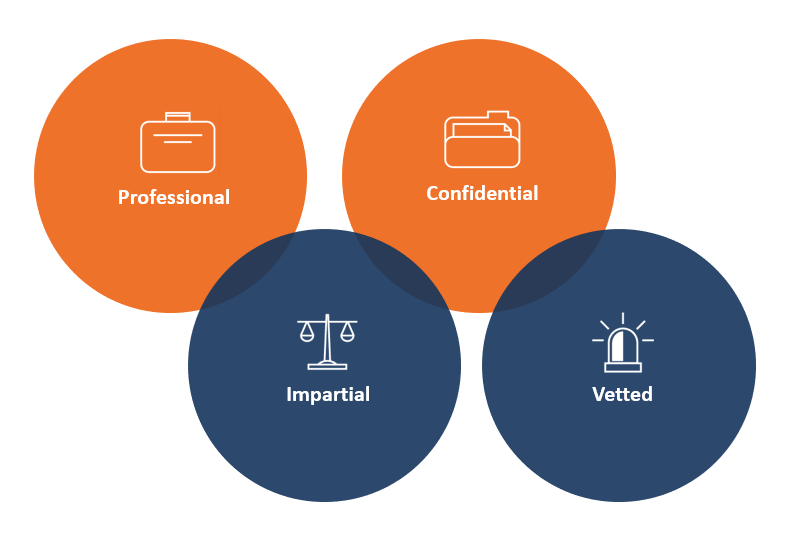 Professional
Confidential
Impartial
Vetted